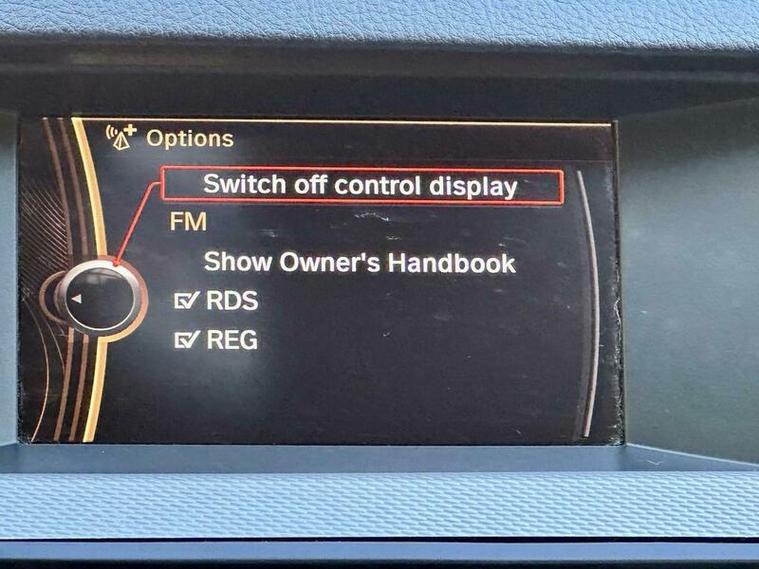 Options
Switch off control display
FM
Show Owner's Handbook
RDS
REG